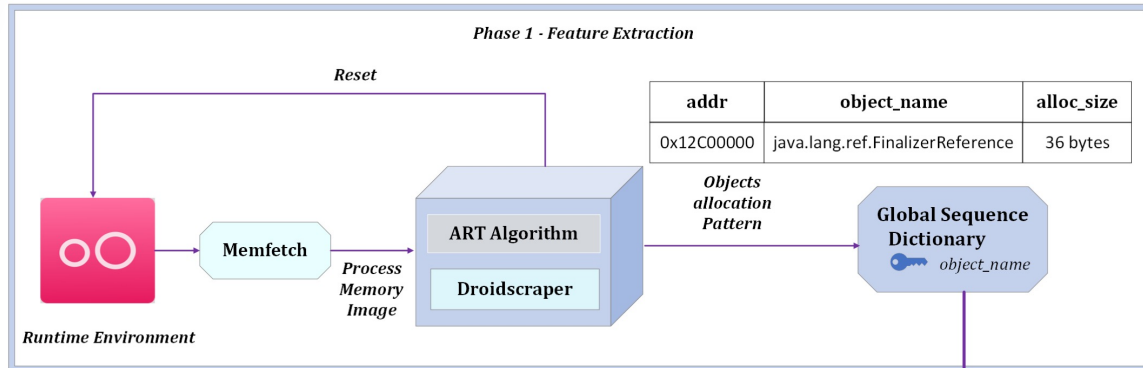 Phase 1 - Feature Extraction
Reset
addr object_name alloc_size
0x12C00000 java.lang.ref.FinalizerReference 36 bytes
Runtime Environment
Memfetch
Process
Memory
Image
ART Algorithm
Droidscraper
Objects
allocation
Pattern
Global Sequence
Dictionary
object_name